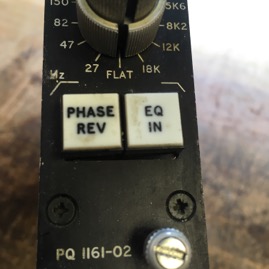 150 5K6
82 8K2
47 12K
27 FLAT 18K
Hz
PHASE
REV
EQ
IN
PQ 1161-02